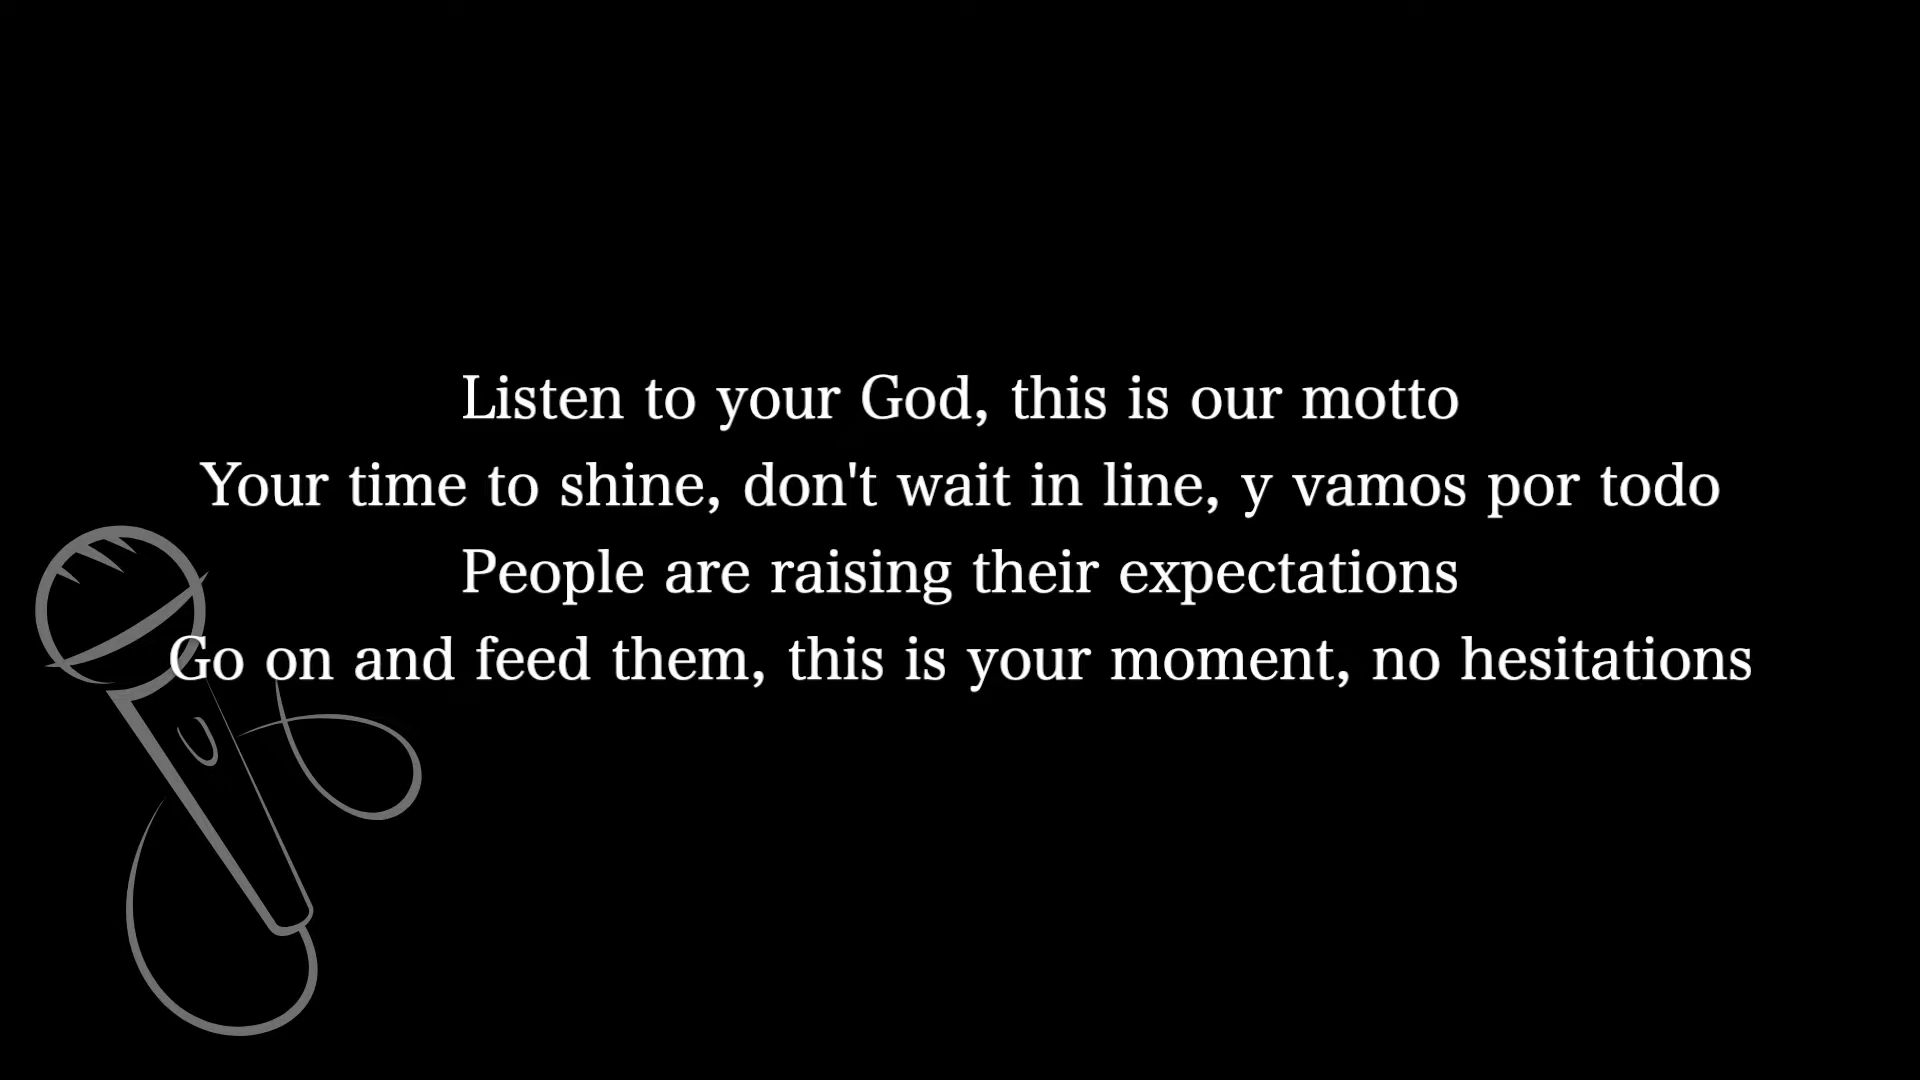 Listen to your God, this is our motto
Your time to shine, don't wait in line, y vamos por todo
People are raising their expectations
Go on and feed them, this is your moment, no hesitations